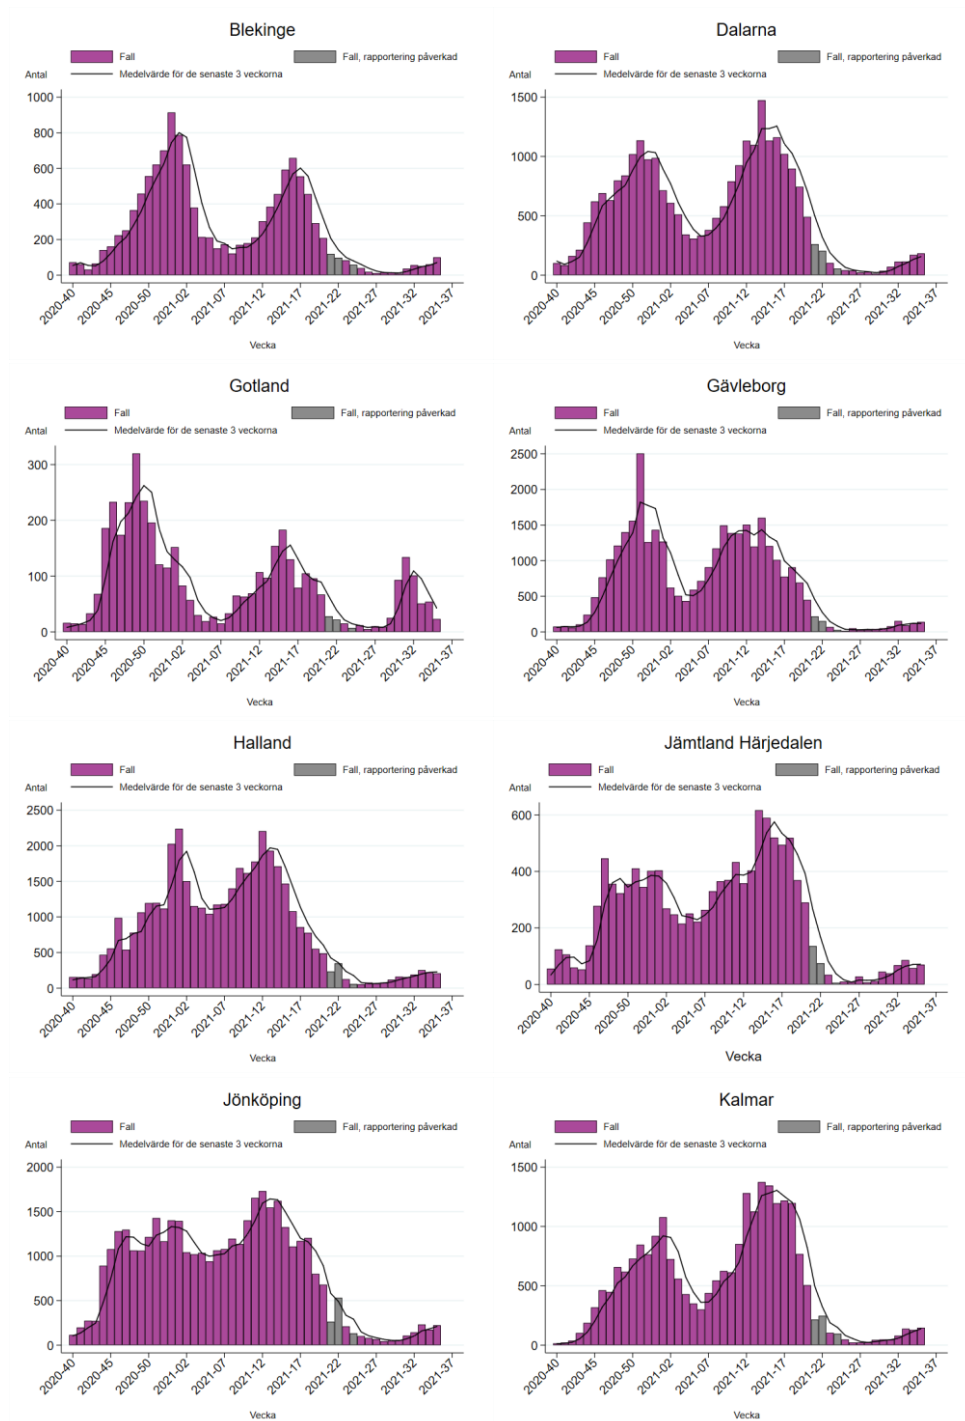 Blekinge
Fall
Fall, rapportering påverkad
Antal
Medelvärde för de senaste 3 veckorna
1000
800
600
400
200
0
2020-40
2020-45
2020-50
2021-02
2021-07
2021-12
2021-17
2021-22
2021-27
2021-32
2021-37
Vecka
Dalarna
Fall
Fall, rapportering påverkad
Antal
Medelvärde för de senaste 3 veckorna
1500
1000
500
0
2020-40
2020-45
2020-50
2021-02
2021-07
2021-12
2021-17
2021-22
2021-27
2021-32
2021-37
Vecka
Gotland
Fall
Fall, rapportering påverkad
Antal
Medelvärde för de senaste 3 veckorna
300
200
100
0
2020-40
2020-45
2020-50
2021-02
2021-07
2021-12
2021-17
2021-22
2021-27
2021-32
2021-37
Vecka
Gävleborg
Fall
Fall, rapportering påverkad
Antal
Medelvärde för de senaste 3 veckorna
2500
2000
1500
1000
500
0
2020-40
2020-45
2020-50
2021-02
2021-07
2021-12
2021-17
2021-22
2021-27
2021-32
2021-37
Vecka
Halland
Fall
Fall, rapportering påverkad
Antal
Medelvärde för de senaste 3 veckorna
2500
2000
1500
1000
500
0
2020-40
2020-45
2020-50
2021-02
2021-07
2021-12
2021-17
2021-22
2021-27
2021-32
2021-37
Vecka
Jämtland Härjedalen
Fall
Fall, rapportering påverkad
Antal
Medelvärde för de senaste 3 veckorna
600
400
200
0
2020-40
2020-45
2020-50
2021-02
2021-07
2021-12
2021-17
2021-22
2021-27
2021-32
2021-37
Vecka
Jönköping
Fall
Fall, rapportering påverkad
Antal
Medelvärde för de senaste 3 veckorna
2000
1500
1000
500
0
2020-40
2020-45
2020-50
2021-02
2021-07
2021-12
2021-17
2021-22
2021-27
2021-32
2021-37
Vecka
Kalmar
Fall
Fall, rapportering påverkad
Antal
Medelvärde för de senaste 3 veckorna
1500
1000
500
0
2020-40
2020-45
2020-50
2021-02
2021-07
2021-12
2021-17
2021-22
2021-27
2021-32
2021-37
Vecka